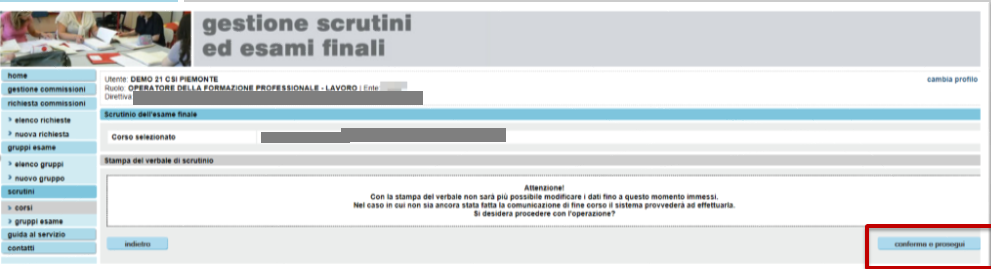 gestione scrutini
ed esami finali
home
gestione commissioni
richiesta commissioni
elenco richieste
nuova richiesta
gruppi esame
elenco gruppi
nuovo gruppo
scrutini
corsi
gruppi esame
guida al servizio
contatti
Utente: DEMO 21 CSI PIEMONTE
cambia profilo
Ruolo: OPERATORE DELLA FORMAZIONE PROFESSIONALE - LAVORO | Ente
Direttiva
Scrutinio dell'esame finale
Corso selezionato
Stampa del verbale di scrutinio
Attenzione!
Con la stampa del verbale non sarà più possibile modificare i dati fino a questo momento immessi.
Nel caso in cui non sia ancora stata fatta la comunicazione di fine corso il sistema provvederà ad effettuarla.
Si desidera procedere con l'operazione?
indietro
conferma e prosegui